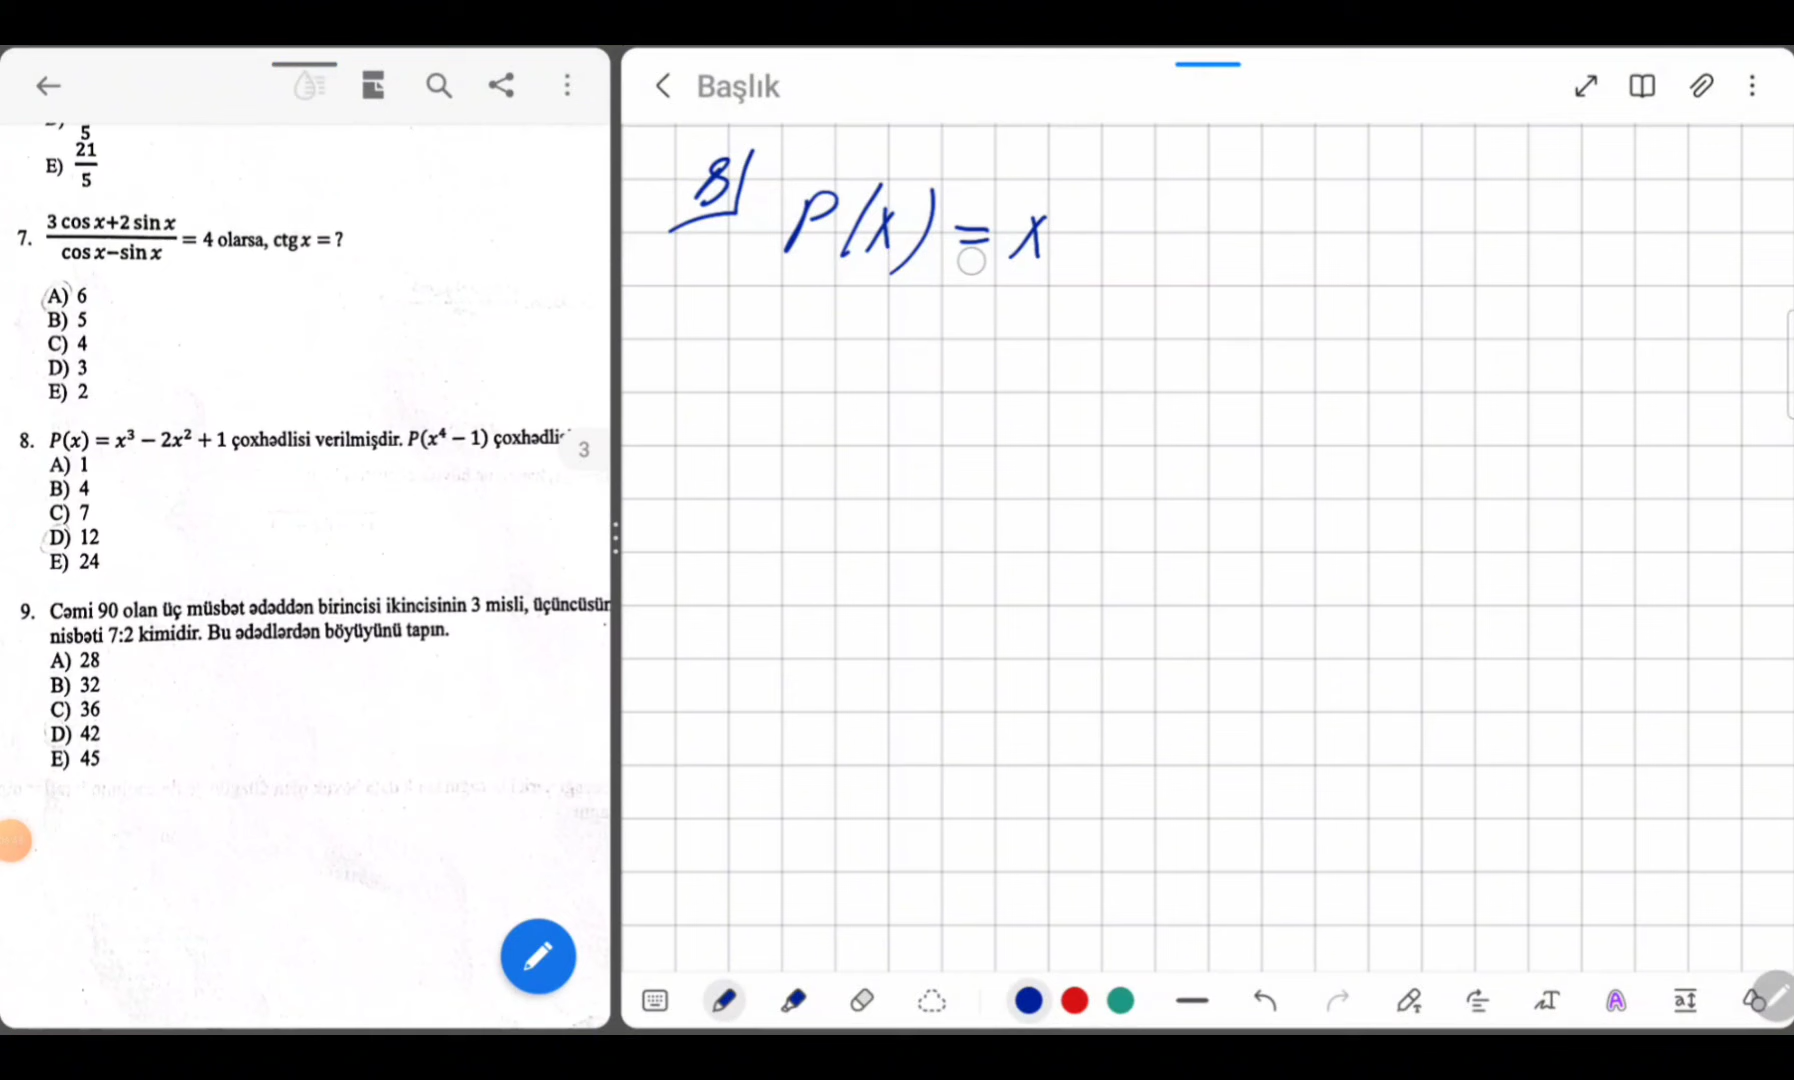 5
E) 21/5
7. (3 cos x+2 sin x)/(cos x−sin x) = 4 olarsa, ctg x = ?
A) 6
B) 5
C) 4
D) 3
E) 2
8. P(x) = x³ − 2x² + 1 çoxhədlisi verilmişdir. P(x⁴ − 1)
A) 1
B) 4
C) 7
D) 12
E) 24
3
9. Cəmi 90 olan üç müsbət ədəddən birincisi ikincisinin 3 misli,
nisbəti 7:2 kimidir. Bu ədədlərdən böyüyünü tapın.
A) 28
B) 32
C) 36
D) 42
E) 45
Başlık
8) P(x) = x